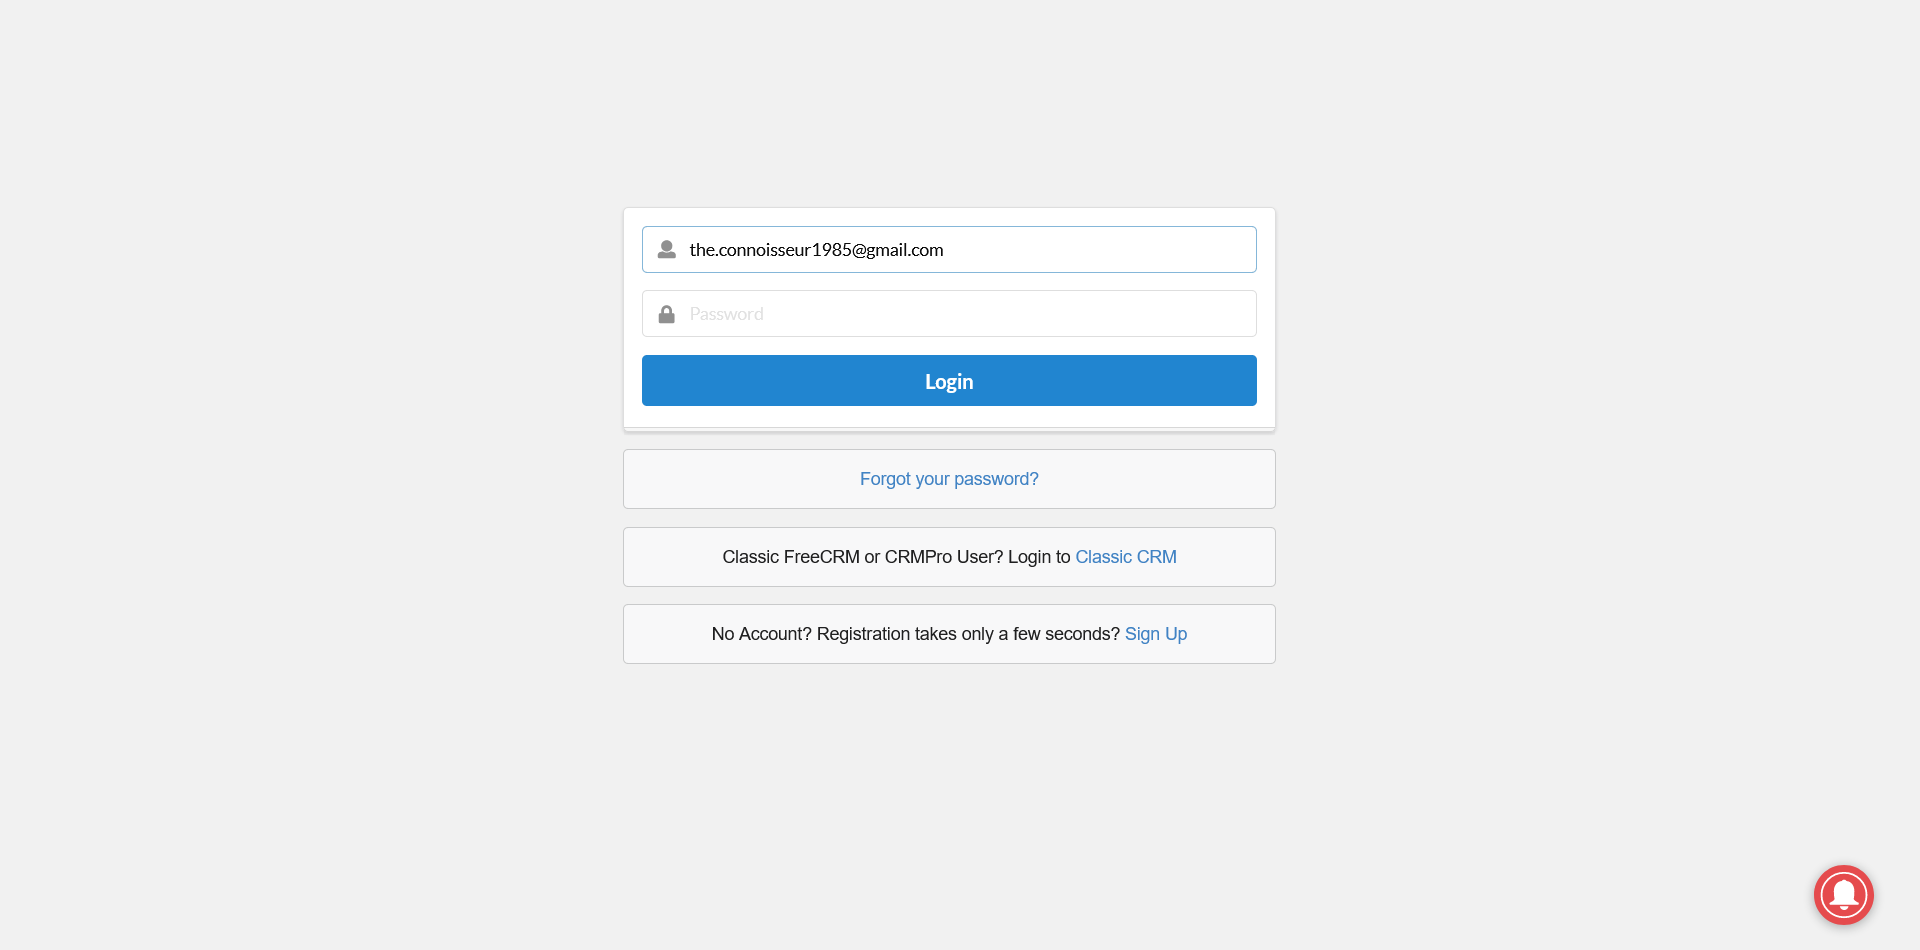 the.connoisseur1985@gmail.com
Password
Login
Forgot your password?
Classic FreeCRM or CRMPro User? Login to Classic CRM
No Account? Registration takes only a few seconds? Sign Up